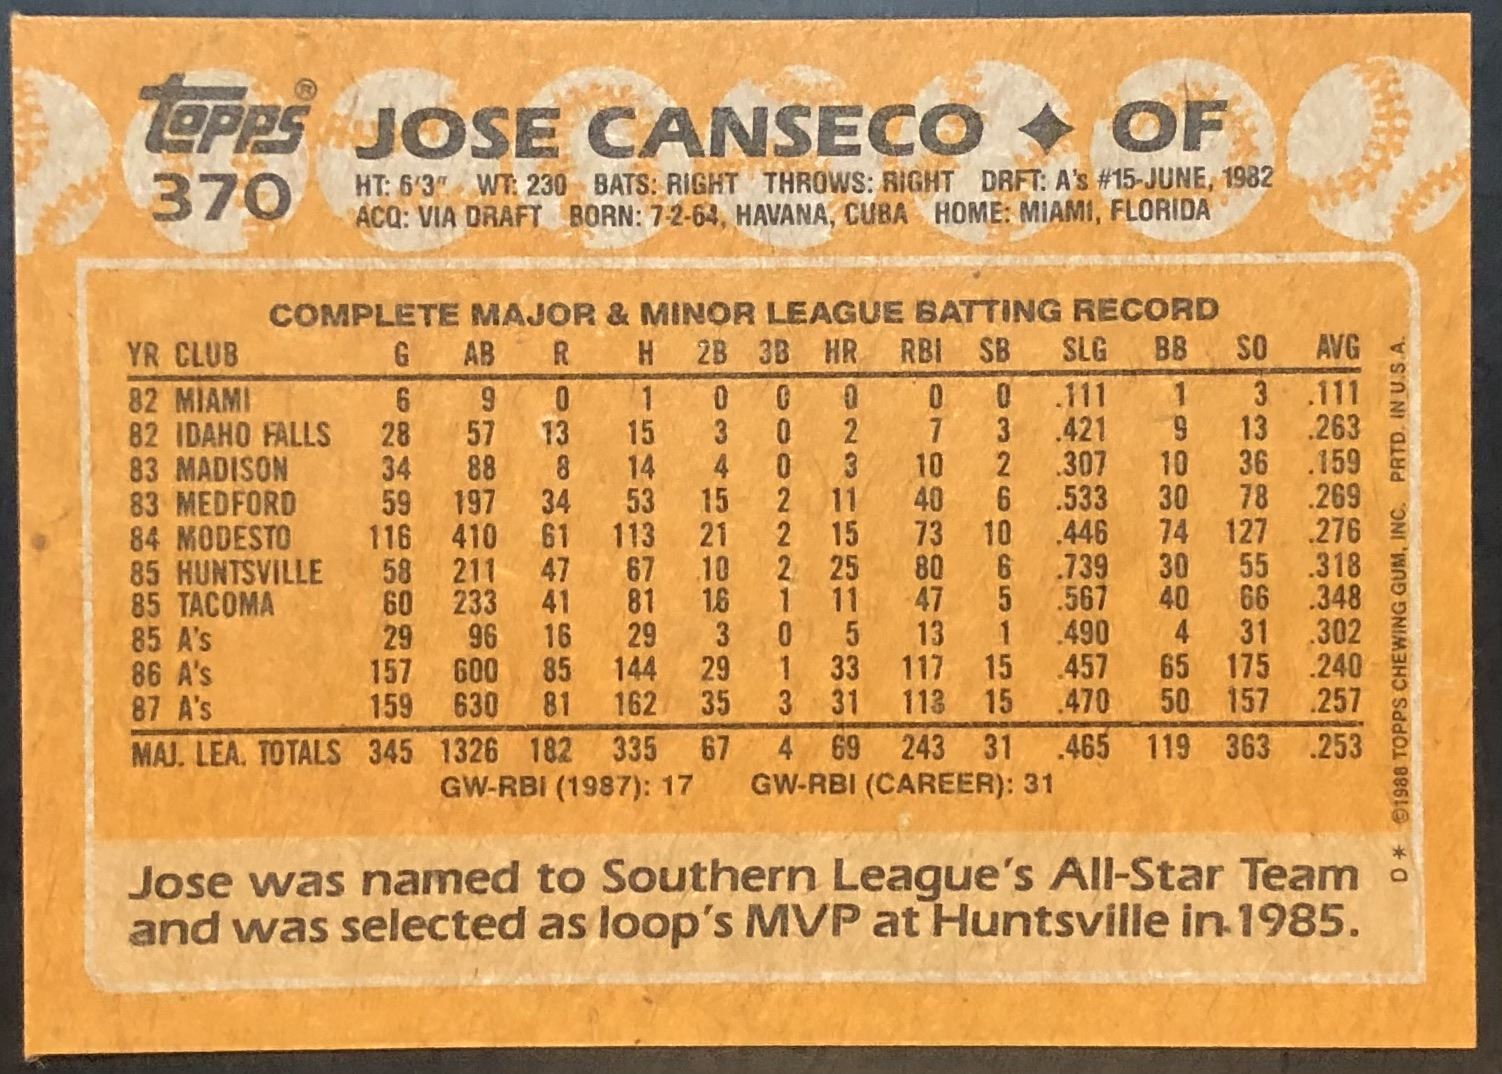 topps® JOSE CANSECO ✦ OF
370 HT: 6'3" WT: 230 BATS: RIGHT THROWS: RIGHT DRFT: A's #15-JUNE, 1982
ACQ: VIA DRAFT BORN: 7-2-64, HAVANA, CUBA HOME: MIAMI, FLORIDA
COMPLETE MAJOR & MINOR LEAGUE BATTING RECORD
YR CLUB G AB R H 2B 3B HR RBI SB SLG BB SO AVG
82 MIAMI 6 9 0 1 0 0 0 0 0 .111 1 3 .111
82 IDAHO FALLS 28 57 13 15 3 0 2 7 3 .421 9 13 .263
83 MADISON 34 88 8 14 4 0 3 10 2 .307 10 36 .159
83 MEDFORD 59 197 34 53 15 2 11 40 6 .533 30 78 .269
84 MODESTO 116 410 61 113 21 2 15 73 10 .446 74 127 .276
85 HUNTSVILLE 58 211 47 67 10 2 25 80 6 .739 30 55 .318
85 TACOMA 60 233 41 81 16 1 11 47 5 .567 40 66 .348
85 A's 29 96 16 29 3 0 5 13 1 .490 4 31 .302
86 A's 157 600 85 144 29 1 33 117 15 .457 65 175 .240
87 A's 159 630 81 162 35 3 31 113 15 .470 50 157 .257
MAJ. LEA. TOTALS 345 1326 182 335 67 4 69 243 31 .465 119 363 .253
GW-RBI (1987): 17 GW-RBI (CAREER): 31
Jose was named to Southern League's All-Star Team
and was selected as loop's MVP at Huntsville in 1985.
D* ©1988 TOPPS CHEWING GUM, INC. PRTD. IN U.S.A.